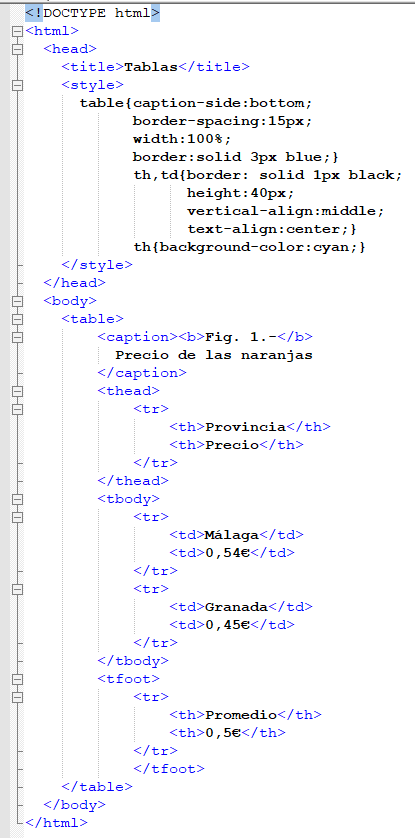 <!DOCTYPE html>
<html>
<head>
<title>Tablas</title>
<style>
table{caption-side:bottom;
border-spacing:15px;
width:100%;
border:solid 3px blue;}
th,td{border: solid 1px black;
height:40px;
vertical-align:middle;
text-align:center;}
th{background-color:cyan;}
</style>
</head>
<body>
<table>
<caption><b>Fig. 1.-</b>
Precio de las naranjas
</caption>
<thead>
<tr>
<th>Provincia</th>
<th>Precio</th>
</tr>
</thead>
<tbody>
<tr>
<td>Málaga</td>
<td>0,54€</td>
</tr>
<tr>
<td>Granada</td>
<td>0,45€</td>
</tr>
</tbody>
<tfoot>
<tr>
<th>Promedio</th>
<th>0,5€</th>
</tr>
</tfoot>
</table>
</body>
</html>